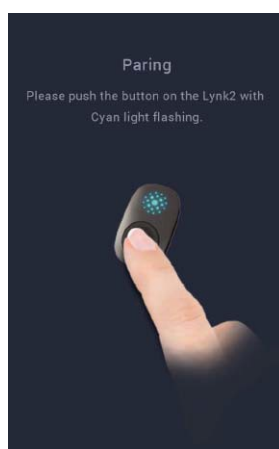 Paring
Please push the button on the Lynk2 with
Cyan light flashing.